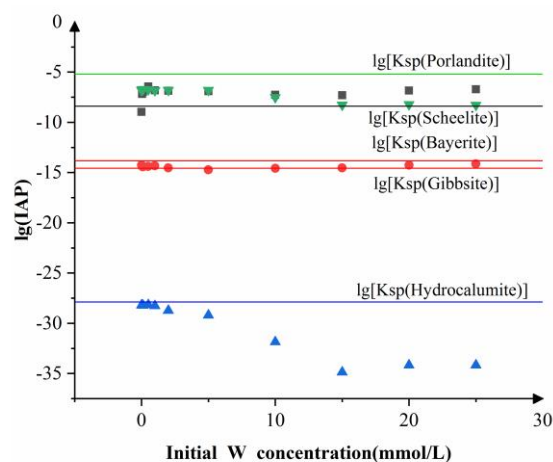 0
lg[Ksp(Porlandite)]
-5
lg[Ksp(Scheelite)]
-10
lg[Ksp(Bayerite)]
-15
lg[Ksp(Gibbsite)]
-20
-25
lg[Ksp(Hydrocalumite)]
-30
-35
lg(IAP)
0 10 20 30
Initial W concentration(mmol/L)